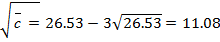 √c̄ = 26.53 − 3√26.53 = 11.08